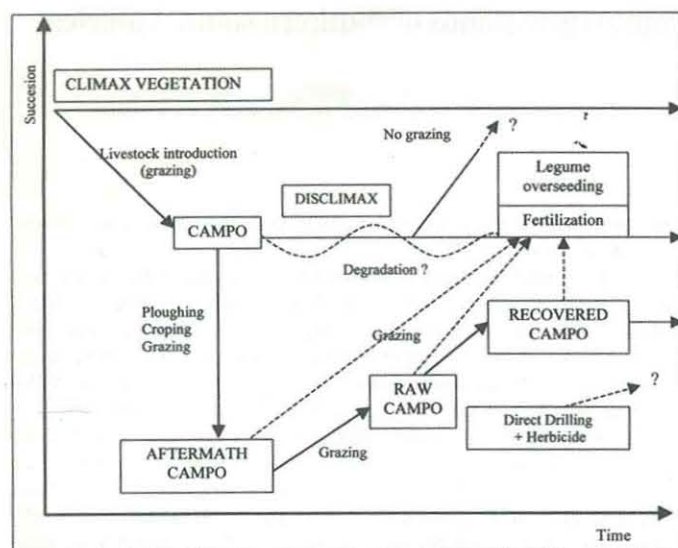 Succesion
CLIMAX VEGETATION
No grazing
?
Livestock introduction
(grazing)
Legume
overseeding
DISCLIMAX
Fertilization
CAMPO
Degradation ?
Ploughing
Croping
Grazing
Grazing
RECOVERED
CAMPO
RAW
CAMPO
?
Direct Drilling
+ Herbicide
AFTERMATH
CAMPO
Grazing
Time